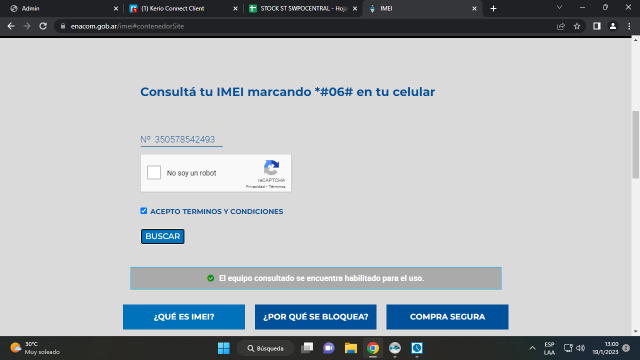 Admin
(1) Kerio Connect Client
STOCK ST SWPOCENTRAL - Hoja
IMEI
enacom.gob.ar/imei#contenedorSite
Consultá tu IMEI marcando *#06# en tu celular
Nº 350578542493
No soy un robot
reCAPTCHA
Privacidad - Términos
ACEPTO TERMINOS Y CONDICIONES
BUSCAR
El equipo consultado se encuentra habilitado para el uso.
¿QUÉ ES IMEI?
¿POR QUÉ SE BLOQUEA?
COMPRA SEGURA
30°C
Muy soleado
Búsqueda
ESP
LAA
13:00
19/1/2023
2